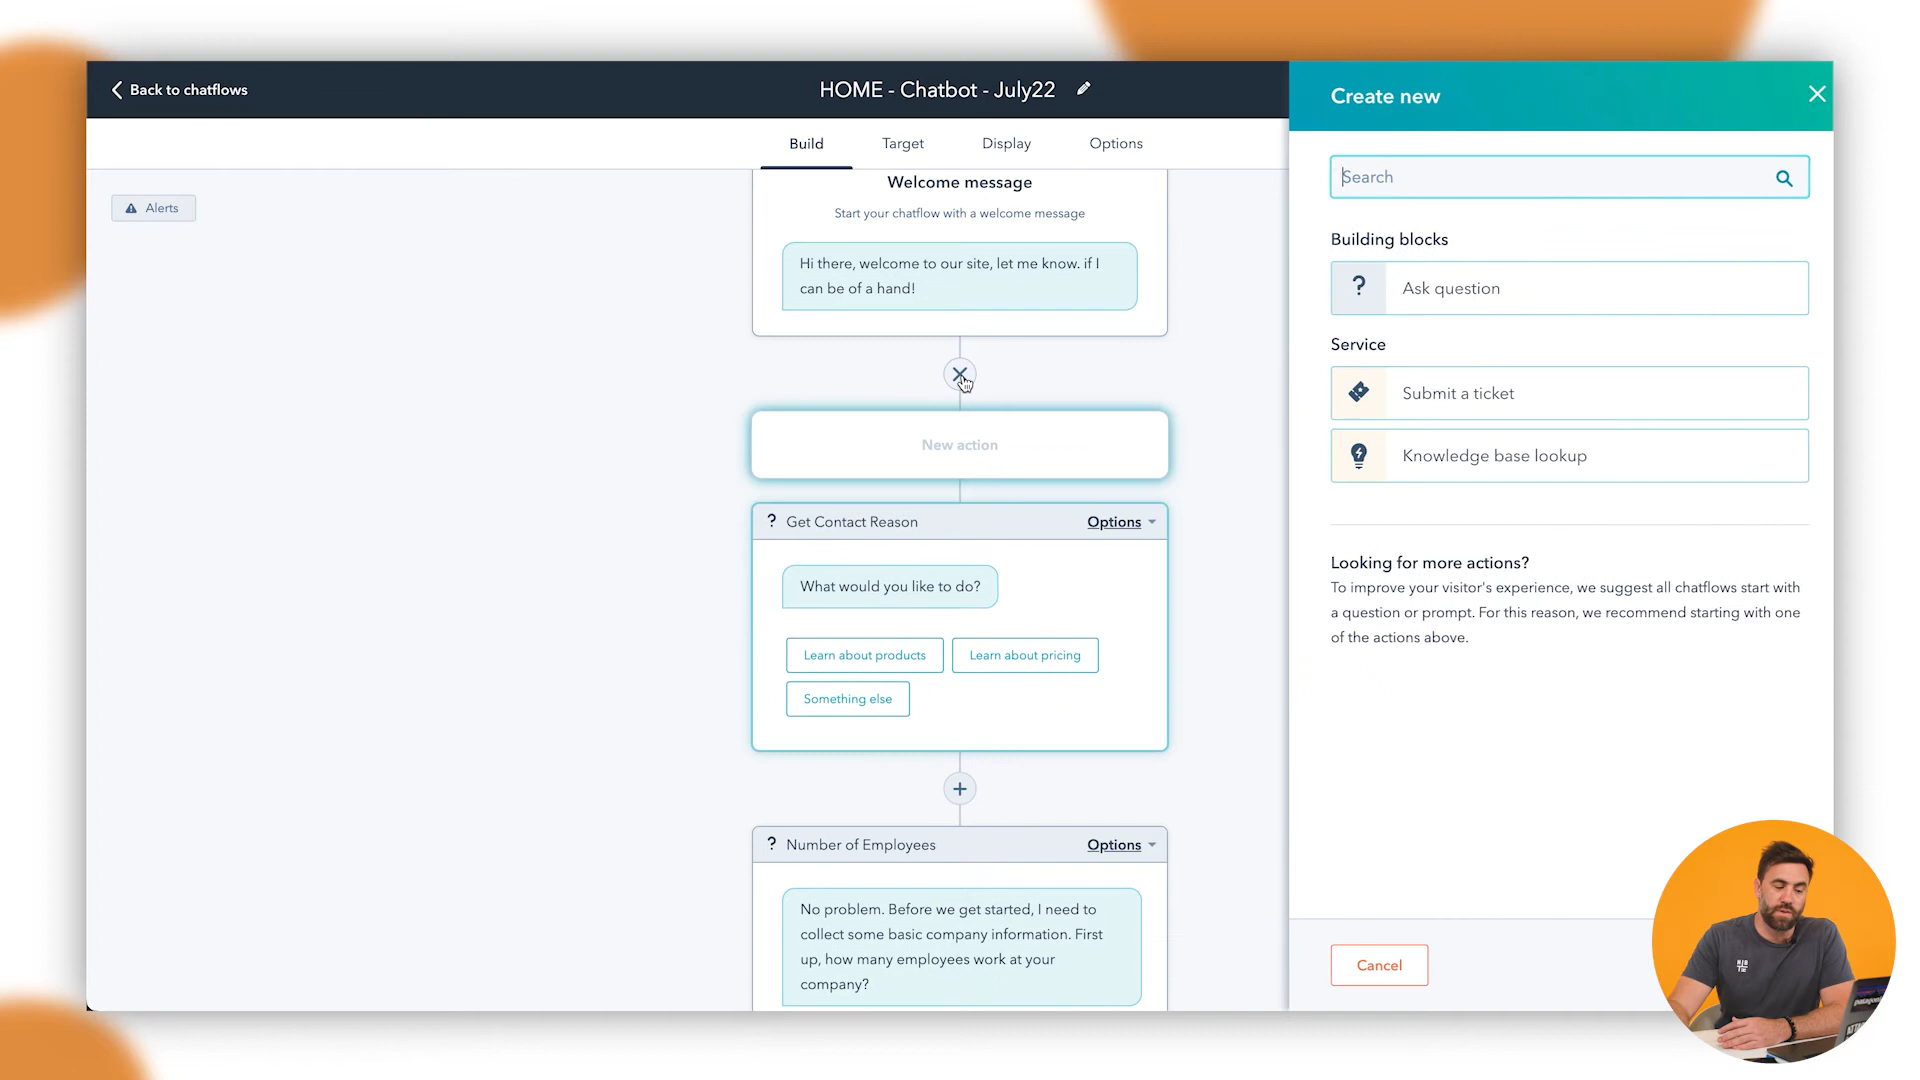 Back to chatflows
HOME - Chatbot - July22
Build
Target
Display
Options
Alerts
Welcome message
Start your chatflow with a welcome message
Hi there, welcome to our site, let me know. if I
can be of a hand!
New action
? Get Contact Reason
Options
What would you like to do?
Learn about products
Learn about pricing
Something else
? Number of Employees
Options
No problem. Before we get started, I need to
collect some basic company information. First
up, how many employees work at your
company?
Create new
Search
Building blocks
? Ask question
Service
Submit a ticket
Knowledge base lookup
Looking for more actions?
To improve your visitor's experience, we suggest all chatflows start with
a question or prompt. For this reason, we recommend starting with one
of the actions above.
Cancel